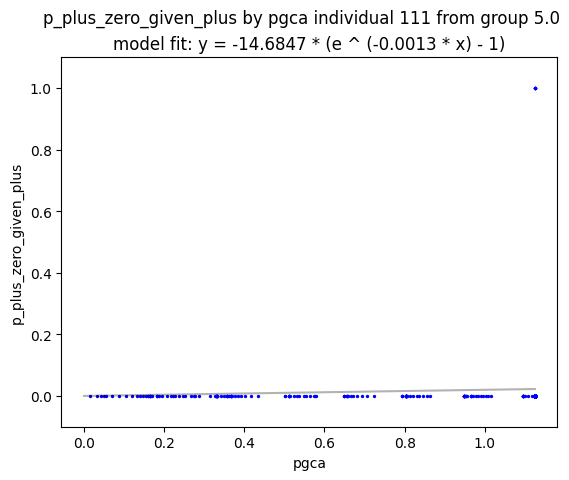 p_plus_zero_given_plus by pgca individual 111 from group 5.0
model fit: y = -14.6847 * (e ^ (-0.0013 * x) - 1)
1.0
0.8
0.6
0.4
0.2
0.0
p_plus_zero_given_plus
0.0 0.2 0.4 0.6 0.8 1.0
pgca